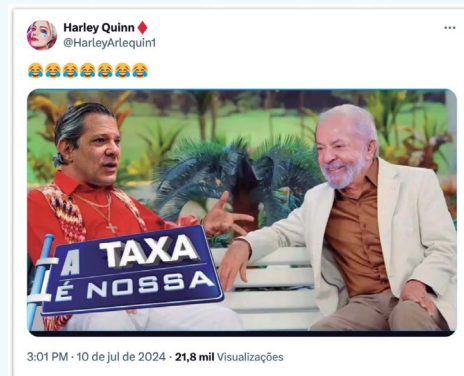 Harley Quinn♦️
@HarleyArlequin1
😂😂😂😂😂😂😂
A TAXA
É NOSSA
3:01 PM · 10 de jul de 2024 · 21,8 mil Visualizações